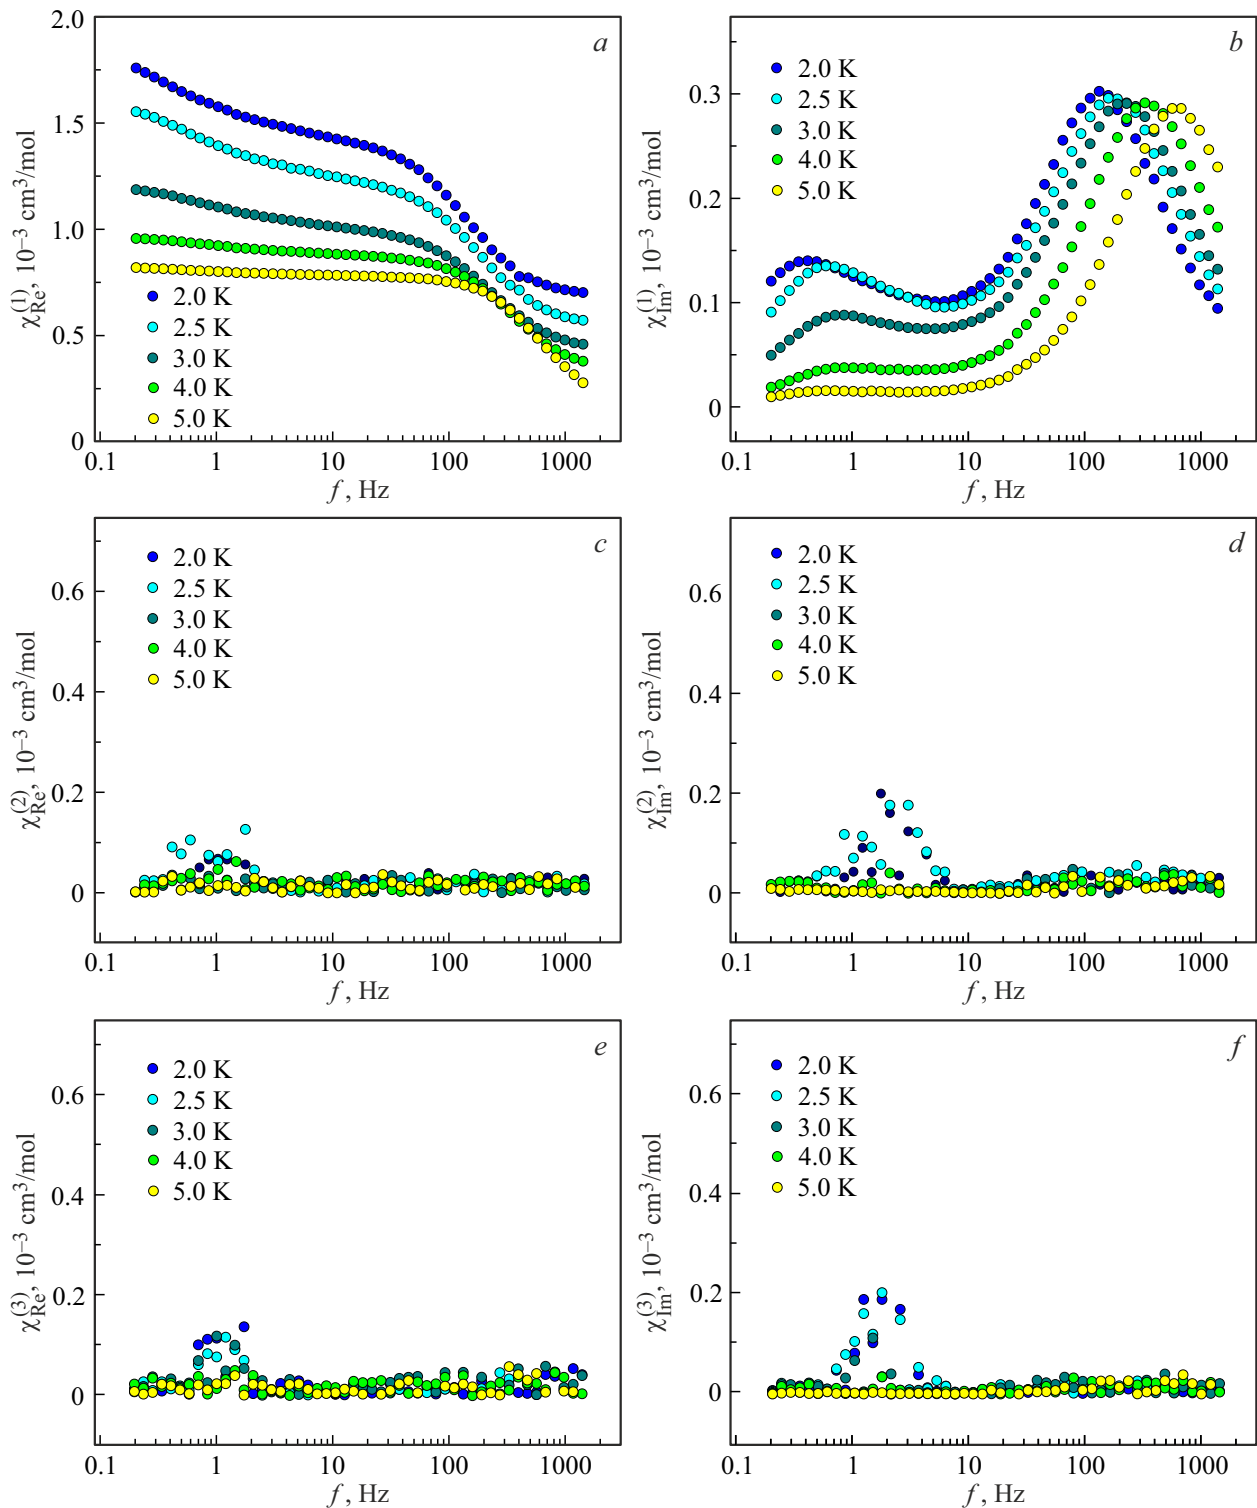 a
2.0
1.5
1.0
0.5
0
χ(1)Re, 10–3 cm3/mol
2.0 K
2.5 K
3.0 K
4.0 K
5.0 K
0.1 1 10 100 1000
f, Hz
b
0.3
0.2
0.1
0
χ(1)Im, 10–3 cm3/mol
2.0 K
2.5 K
3.0 K
4.0 K
5.0 K
0.1 1 10 100 1000
f, Hz
c
0.6
0.4
0.2
0
χ(2)Re, 10–3 cm3/mol
2.0 K
2.5 K
3.0 K
4.0 K
5.0 K
0.1 1 10 100 1000
f, Hz
d
0.6
0.4
0.2
0
χ(2)Im, 10–3 cm3/mol
2.0 K
2.5 K
3.0 K
4.0 K
5.0 K
0.1 1 10 100 1000
f, Hz
e
0.6
0.4
0.2
0
χ(3)Re, 10–3 cm3/mol
2.0 K
2.5 K
3.0 K
4.0 K
5.0 K
0.1 1 10 100 1000
f, Hz
f
0.6
0.4
0.2
0
χ(3)Im, 10–3 cm3/mol
2.0 K
2.5 K
3.0 K
4.0 K
5.0 K
0.1 1 10 100 1000
f, Hz